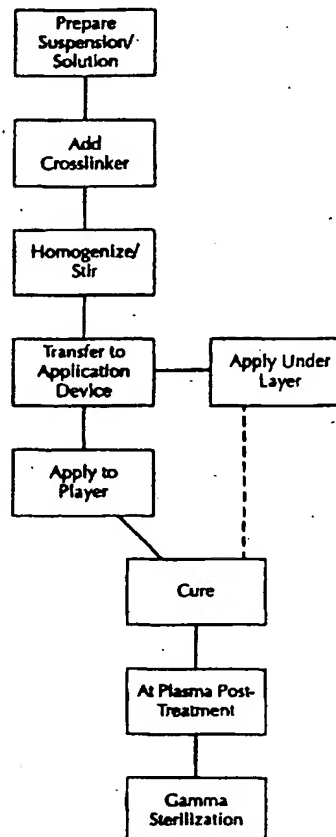 Prepare
Suspension/
Solution
Add
Crosslinker
Homogenize/
Stir
Transfer to
Application
Device
Apply Under
Layer
Apply to
Player
Cure
At Plasma Post-
Treatment
Gamma
Sterilization